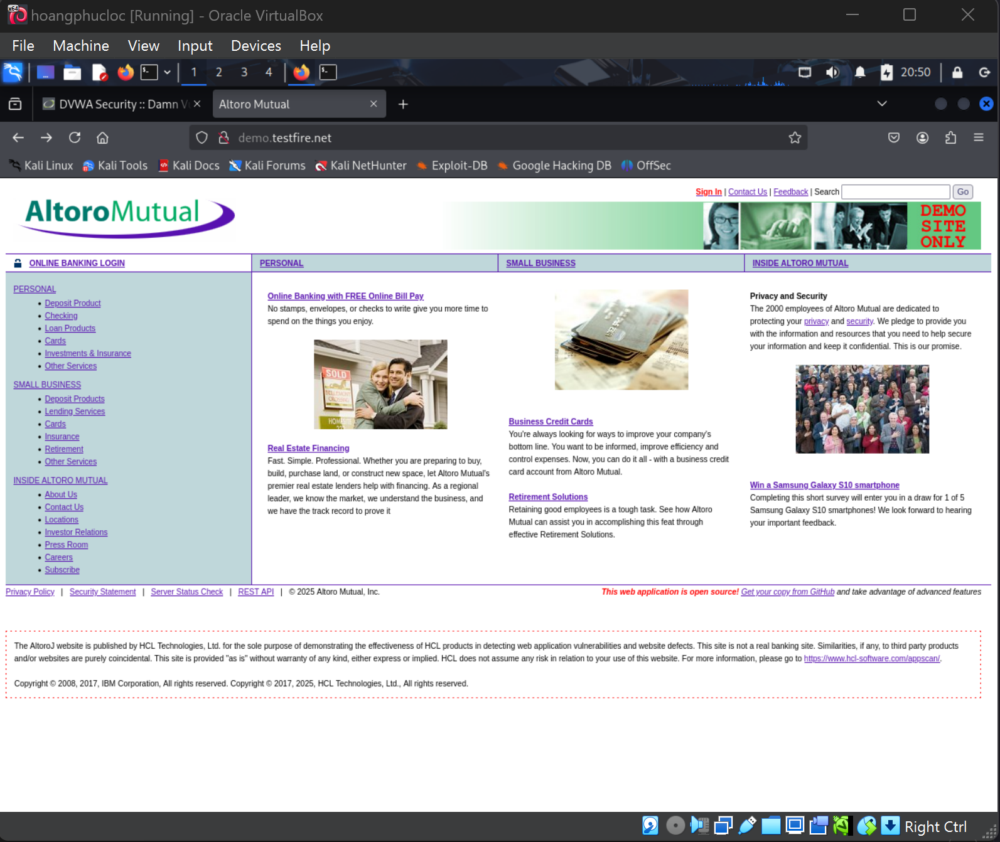 hoangphucloc [Running] - Oracle VirtualBox
File Machine View Input Devices Help
1 2 3 4 20:50
DVWA Security :: Damn Altoro Mutual
demo.testfire.net
Kali Linux Kali Tools Kali Docs Kali Forums Kali NetHunter Exploit-DB Google Hacking DB OffSec
Sign In | Contact Us | Feedback | Search Go
AltoroMutual
DEMO
SITE
ONLY
ONLINE BANKING LOGIN
PERSONAL
SMALL BUSINESS
INSIDE ALTORO MUTUAL
PERSONAL
Deposit Product
Checking
Loan Products
Cards
Investments & Insurance
Other Services
SMALL BUSINESS
Deposit Products
Lending Services
Cards
Insurance
Retirement
Other Services
INSIDE ALTORO MUTUAL
About Us
Contact Us
Locations
Investor Relations
Press Room
Careers
Subscribe
Online Banking with FREE Online Bill Pay
No stamps, envelopes, or checks to write give you more time to
spend on the things you enjoy.
SOLD
Real Estate Financing
Fast. Simple. Professional. Whether you are preparing to buy,
build, purchase land, or construct new space, let Altoro Mutual's
premier real estate lenders help with financing. As a regional
leader, we know the market, we understand the business, and
we have the track record to prove it
Business Credit Cards
You're always looking for ways to improve your company's
bottom line. You want to be informed, improve efficiency and
control expenses. Now, you can do it all - with a business credit
card account from Altoro Mutual.
Retirement Solutions
Retaining good employees is a tough task. See how Altoro
Mutual can assist you in accomplishing this feat through
effective Retirement Solutions.
Privacy and Security
The 2000 employees of Altoro Mutual are dedicated to
protecting your privacy and security. We pledge to provide you
with the information and resources that you need to help secure
your information and keep it confidential. This is our promise.
Win a Samsung Galaxy S10 smartphone
Completing this short survey will enter you in a draw for 1 of 5
Samsung Galaxy S10 smartphones! We look forward to hearing
your important feedback.
Privacy Policy | Security Statement | Server Status Check | REST API | © 2025 Altoro Mutual, Inc.
This web application is open source! Get your copy from GitHub and take advantage of advanced features
The AltoroJ website is published by HCL Technologies, Ltd. for the sole purpose of demonstrating the effectiveness of HCL products in detecting web application vulnerabilities and website defects. This site is not a real banking site. Similarities, if any, to third party products
and/or websites are purely coincidental. This site is provided "as is" without warranty of any kind, either express or implied. HCL does not assume any risk in relation to your use of this website. For more information, please go to https://www.hcl-software.com/appscan/.
Copyright © 2008, 2017, IBM Corporation, All rights reserved. Copyright © 2017, 2025, HCL Technologies, Ltd., All rights reserved.
Right Ctrl